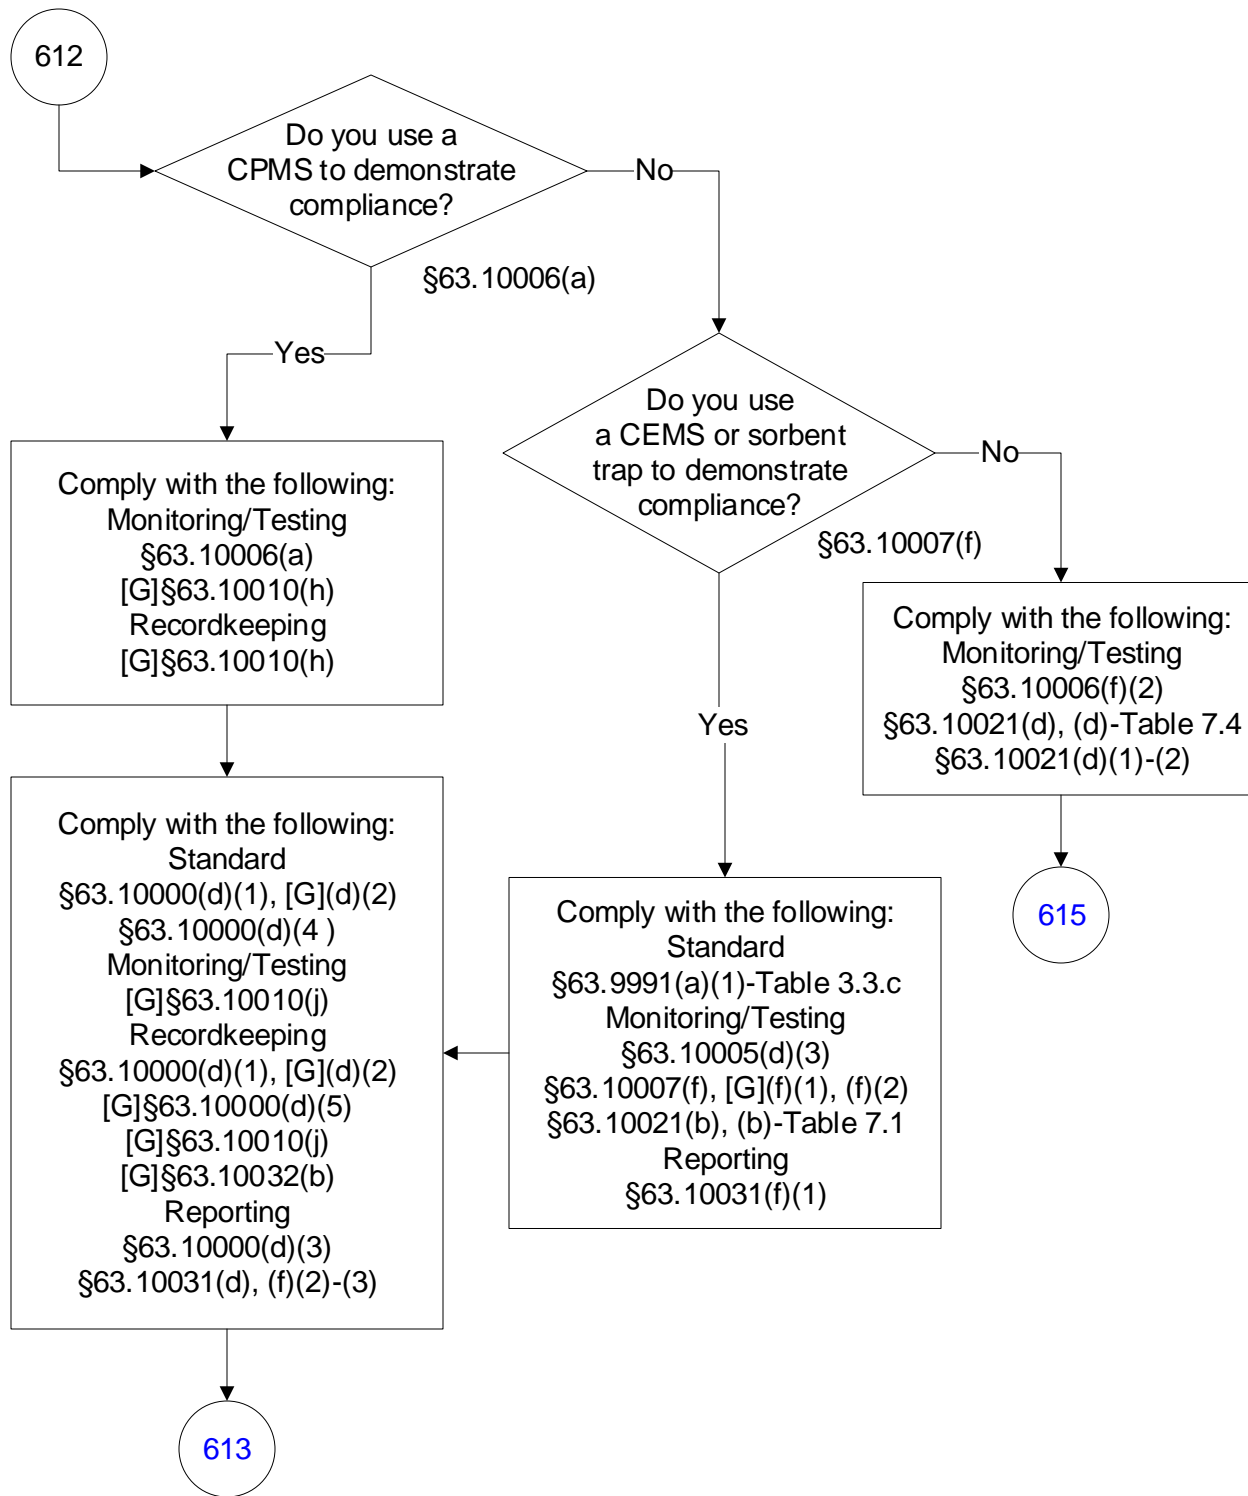 612
Do you use a
CPMS to demonstrate
compliance?
No
§63.10006(a)
Yes
Do you use
a CEMS or sorbent
trap to demonstrate
compliance?
No
§63.10007(f)
Yes
Comply with the following:
Monitoring/Testing
§63.10006(a)
[G]§63.10010(h)
Recordkeeping
[G]§63.10010(h)
Comply with the following:
Monitoring/Testing
§63.10006(f)(2)
§63.10021(d), (d)-Table 7.4
§63.10021(d)(1)-(2)
Comply with the following:
Standard
§63.10000(d)(1), [G](d)(2)
§63.10000(d)(4 )
Monitoring/Testing
[G]§63.10010(j)
Recordkeeping
§63.10000(d)(1), [G](d)(2)
[G]§63.10000(d)(5)
[G]§63.10010(j)
[G]§63.10032(b)
Reporting
§63.10000(d)(3)
§63.10031(d), (f)(2)-(3)
Comply with the following:
Standard
§63.9991(a)(1)-Table 3.3.c
Monitoring/Testing
§63.10005(d)(3)
§63.10007(f), [G](f)(1), (f)(2)
§63.10021(b), (b)-Table 7.1
Reporting
§63.10031(f)(1)
615
613